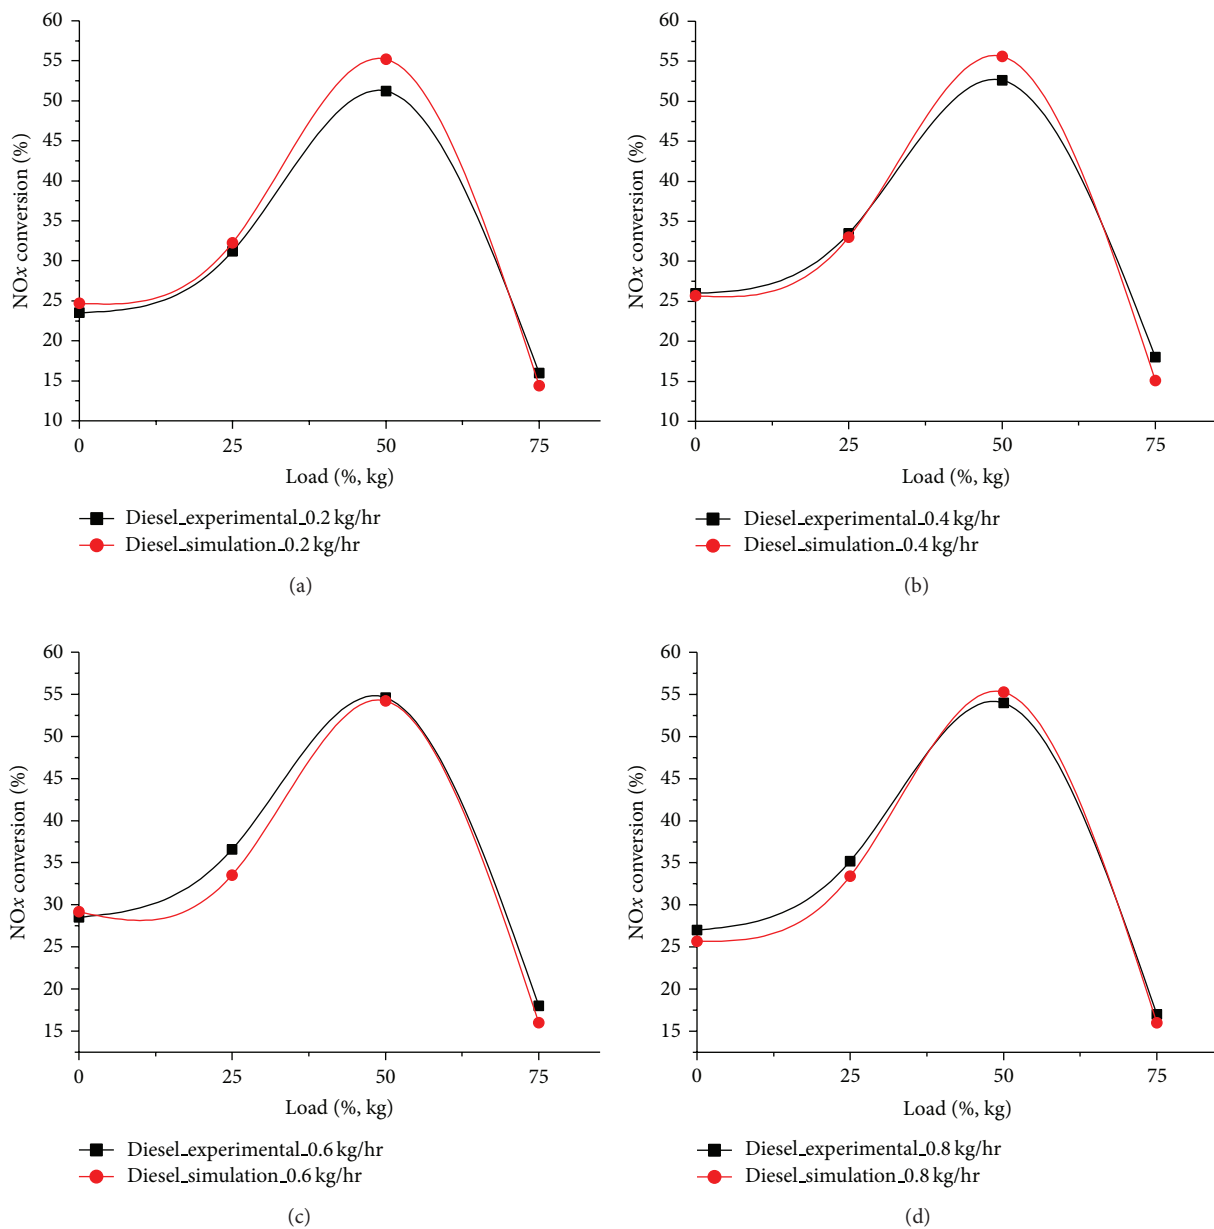 60
55
50
45
40
35
30
25
20
15
10
NOx conversion (%)
0 25 50 75
Load (%, kg)
Diesel_experimental_0.2 kg/hr
Diesel_simulation_0.2 kg/hr
(a)
60
55
50
45
40
35
30
25
20
15
10
NOx conversion (%)
0 25 50 75
Load (%, kg)
Diesel_experimental_0.4 kg/hr
Diesel_simulation_0.4 kg/hr
(b)
60
55
50
45
40
35
30
25
20
15
NOx conversion (%)
0 25 50 75
Load (%, kg)
Diesel_experimental_0.6 kg/hr
Diesel_simulation_0.6 kg/hr
(c)
60
55
50
45
40
35
30
25
20
15
NOx conversion (%)
0 25 50 75
Load (%, kg)
Diesel_experimental_0.8 kg/hr
Diesel_simulation_0.8 kg/hr
(d)